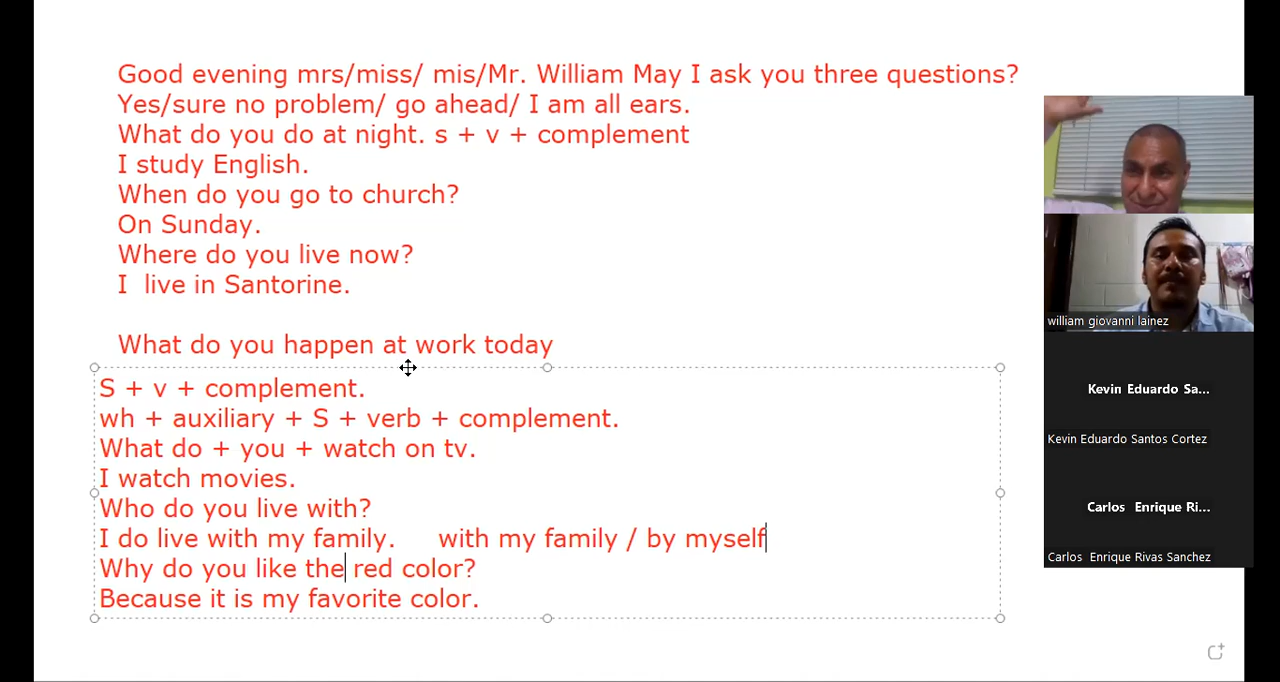 Good evening mrs/miss/ mis/Mr. William May I ask you three questions?
Yes/sure no problem/ go ahead/ I am all ears.
What do you do at night. s + v + complement
I study English.
When do you go to church?
On Sunday.
Where do you live now?
I  live in Santorine.
What do you happen at work today
S + v + complement.
wh + auxiliary + S + verb + complement.
What do + you + watch on tv.
I watch movies.
Who do you live with?
I do live with my family.     with my family / by myself
Why do you like the red color?
Because it is my favorite color.
william giovanni lainez
Kevin Eduardo Sa...
Kevin Eduardo Santos Cortez
Carlos  Enrique Ri...
Carlos  Enrique Rivas Sanchez